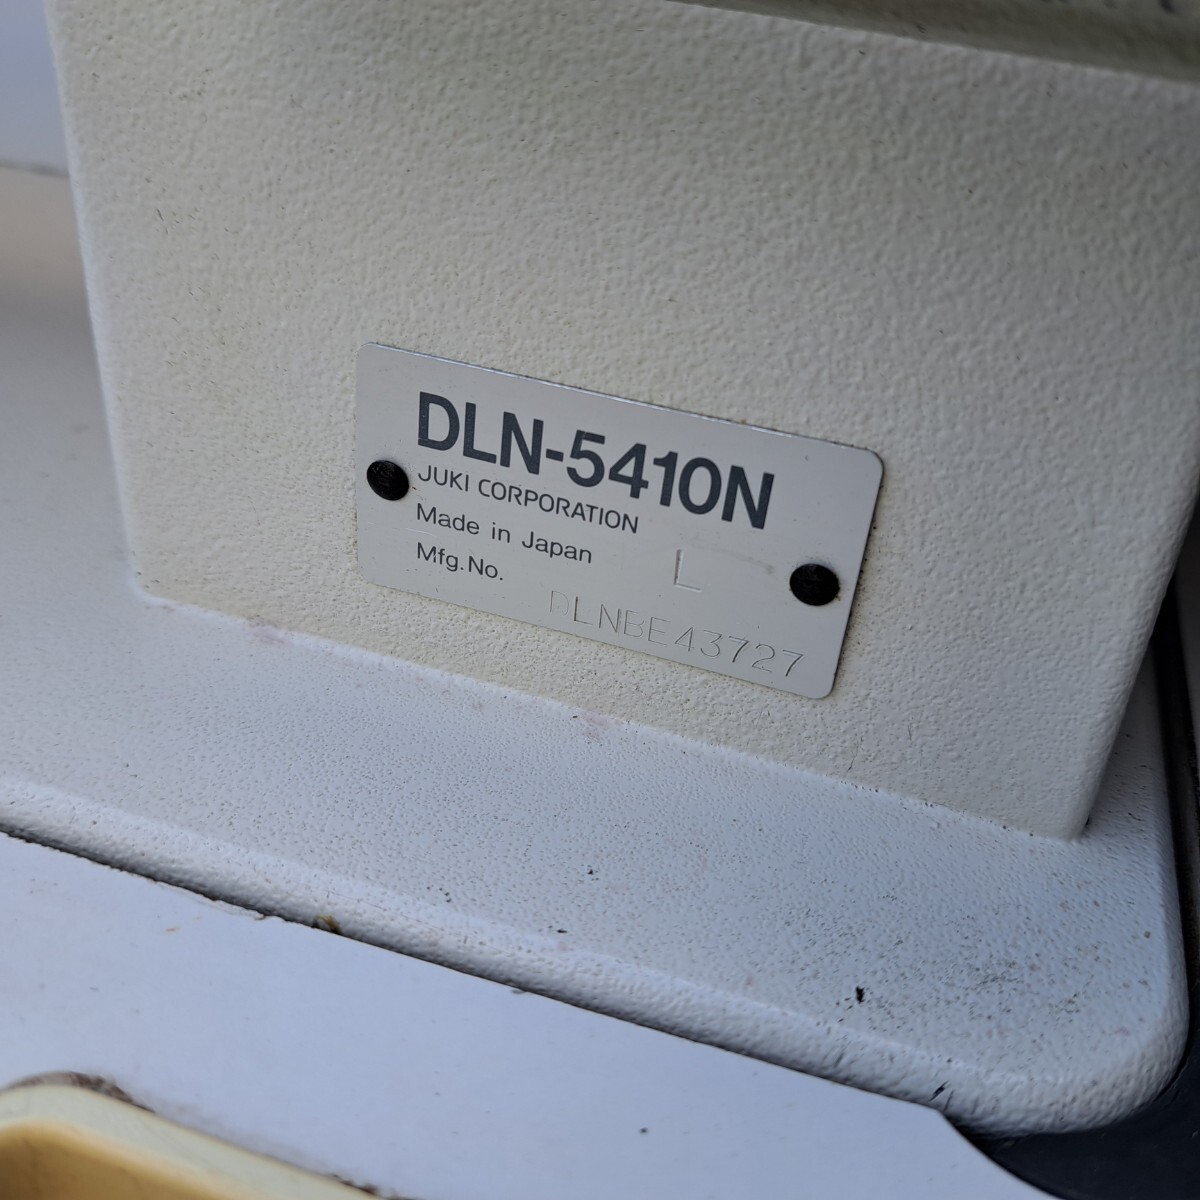 DLN-5410N
JUKI CORPORATION
Made in Japan
L
Mfg.No.
DLNBE43727